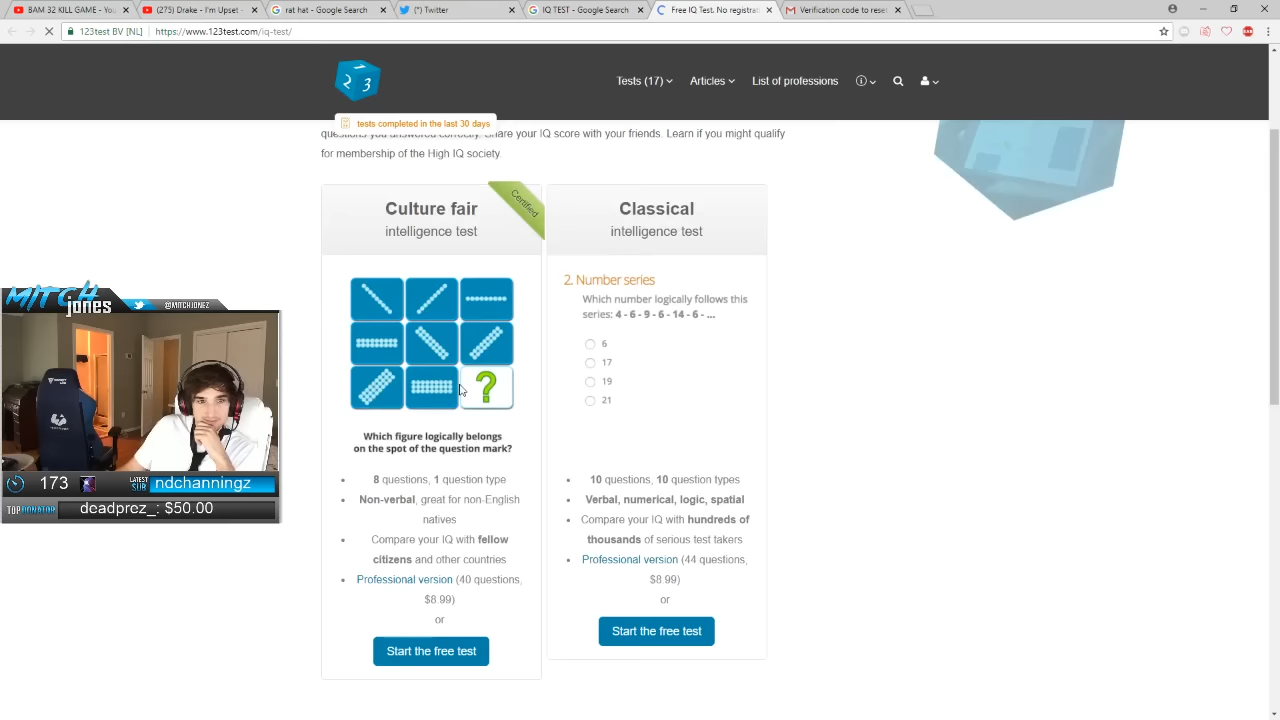 BAM 32 KILL GAME - You
(275) Drake - I'm Upset -
rat hat - Google Search
(*) Twitter
IQ TEST - Google Search
Free IQ Test. No registrat
Verification code to reset
123test BV [NL]
https://www.123test.com/iq-test/
1 2 3
Tests (17)
Articles
List of professions
tests completed in the last 30 days
questions you answered correctly. Share your IQ score with your friends. Learn if you might qualify
for membership of the High IQ society.
Culture fair
intelligence test
Certified
?
Which figure logically belongs
on the spot of the question mark?
8 questions, 1 question type
Non-verbal, great for non-English
natives
Compare your IQ with fellow
citizens and other countries
Professional version (40 questions,
$8 99)
or
Start the free test
Classical
intelligence test
2. Number series
Which number logically follows this
series: 4 - 6 - 9 - 6 - 14 - 6 - ...
6
17
19
21
10 questions, 10 question types
Verbal, numerical, logic, spatial
Compare your IQ with hundreds of
thousands of serious test takers
Professional version (44 questions,
$8 99)
or
Start the free test
MITCH
jones
@MITCHJONEZ
173
LATEST
SUB
ndchanningz
TOP DONATOR
deadprez_: $50.00